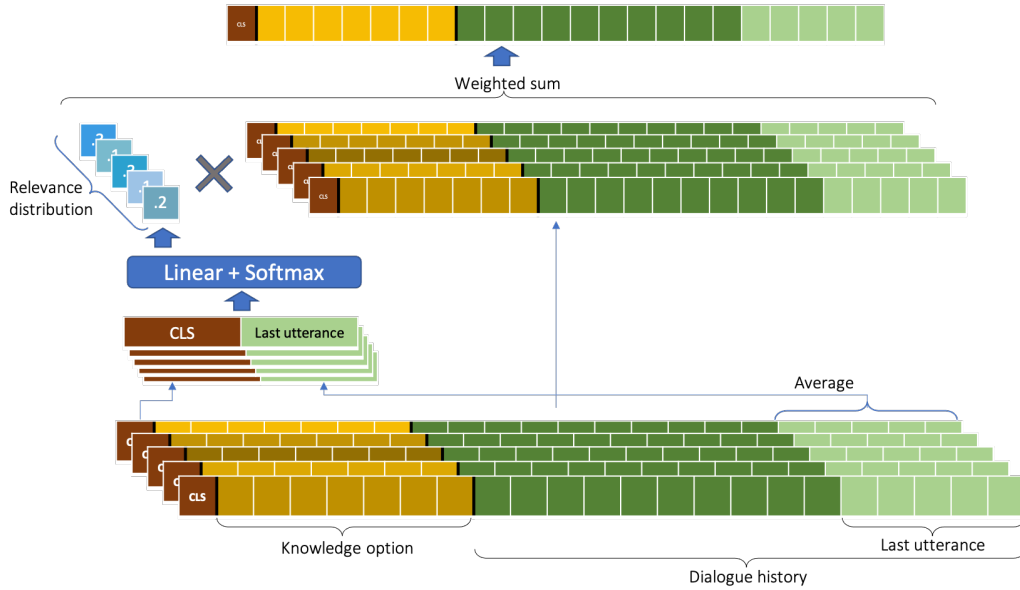 CLS
Weighted sum
Relevance
distribution
.2
CLS
Linear + Softmax
CLS
Last utterance
Average
CLS
Knowledge option
Last utterance
Dialogue history